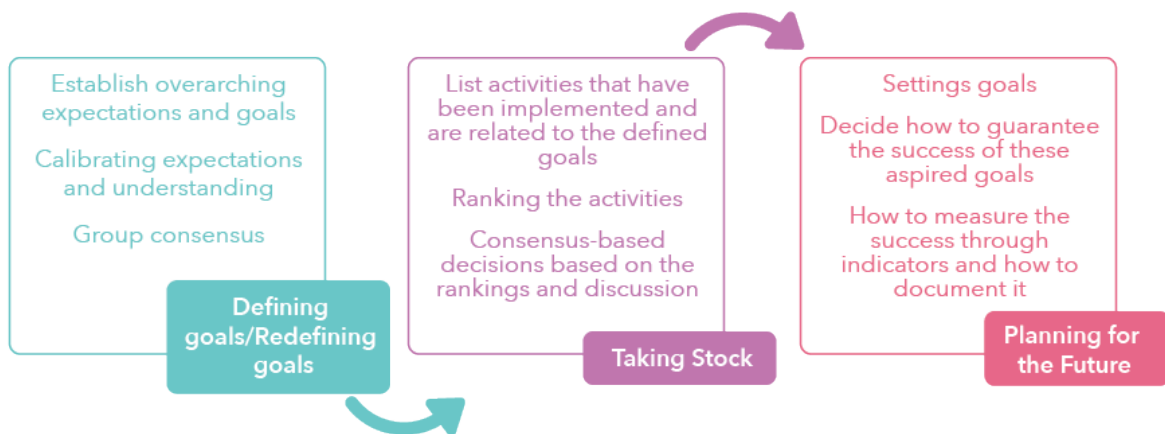 Establish overarching
expectations and goals
Calibrating expectations
and understanding
Group consensus
Defining
goals/Redefining
goals
List activities that have
been implemented and
are related to the defined
goals
Ranking the activities
Consensus-based
decisions based on the
rankings and discussion
Taking Stock
Settings goals
Decide how to guarantee
the success of these
aspired goals
How to measure the
success through
indicators and how to
document it
Planning for
the Future